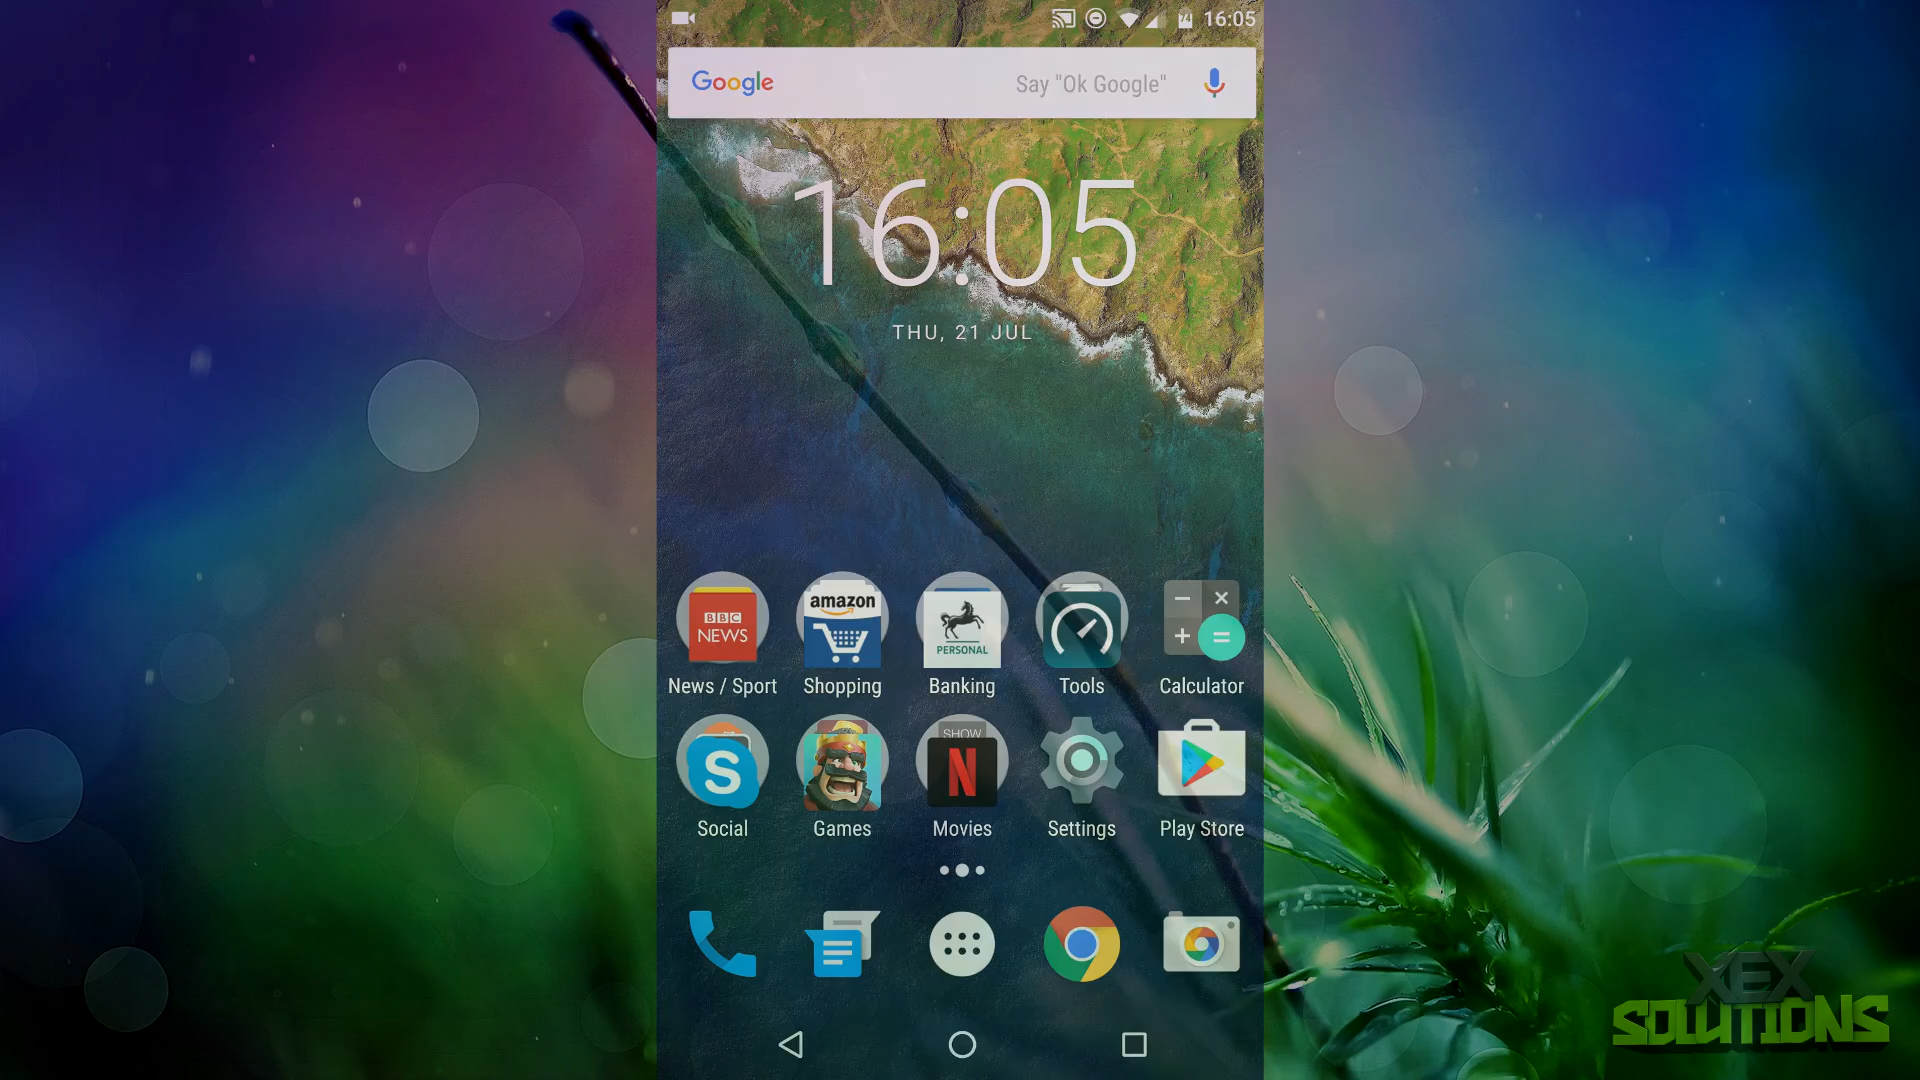 74 16:05
Google Say "Ok Google"
16:05
THU, 21 JUL
BBC
NEWS
amazon
PERSONAL
News / Sport Shopping Banking Tools Calculator
S
SHOW
N
Social Games Movies Settings Play Store
XEX
SOLUTIONS